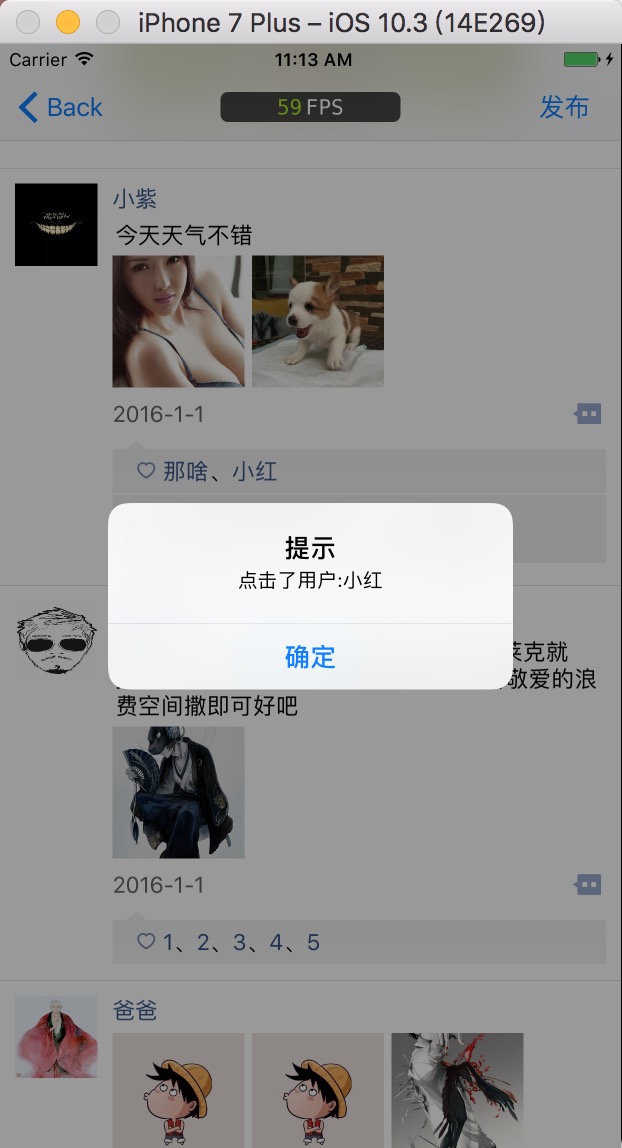 iPhone 7 Plus – iOS 10.3 (14E269)
Carrier 11:13 AM
Back 59 FPS 发布
小紫
今天天气不错
2016-1-1
那啥、小红
提示
点击了用户:小红
确定
莱克就
敬爱的浪
费空间撒即可好吧
2016-1-1
1、2、3、4、5
爸爸